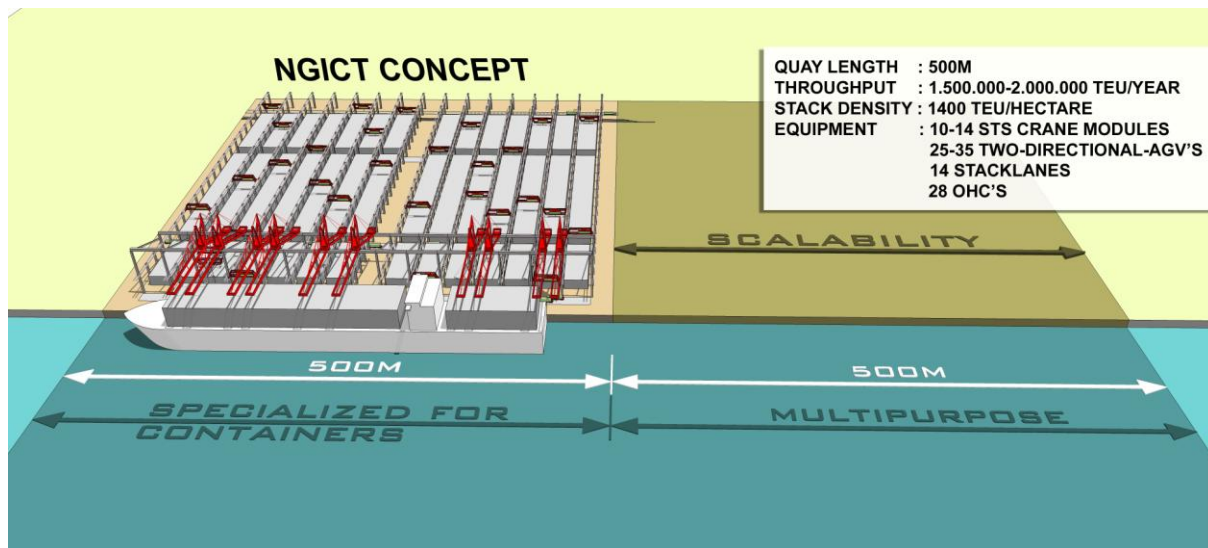 NGICT CONCEPT
QUAY LENGTH : 500M
THROUGHPUT : 1.500.000-2.000.000 TEU/YEAR
STACK DENSITY : 1400 TEU/HECTARE
EQUIPMENT : 10-14 STS CRANE MODULES
25-35 TWO-DIRECTIONAL-AGV'S
14 STACKLANES
28 OHC'S
SCALABILITY
500M
500M
SPECIALIZED FOR
CONTAINERS
MULTIPURPOSE